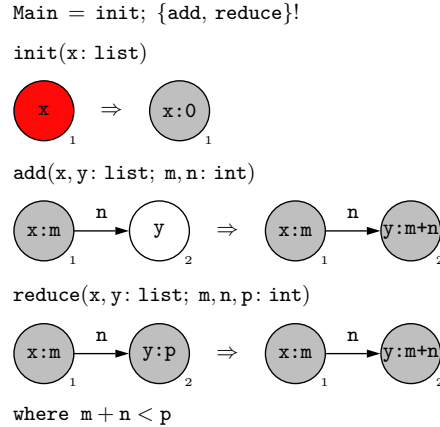 Main = init; {add, reduce}!
init(x: list)
x ⇒ x:0
1 1
add(x, y: list; m, n: int)
x:m n y ⇒ x:m n y:m+n
1 2 1 2
reduce(x, y: list; m, n, p: int)
x:m n y:p ⇒ x:m n y:m+n
1 2 1 2
where m + n < p